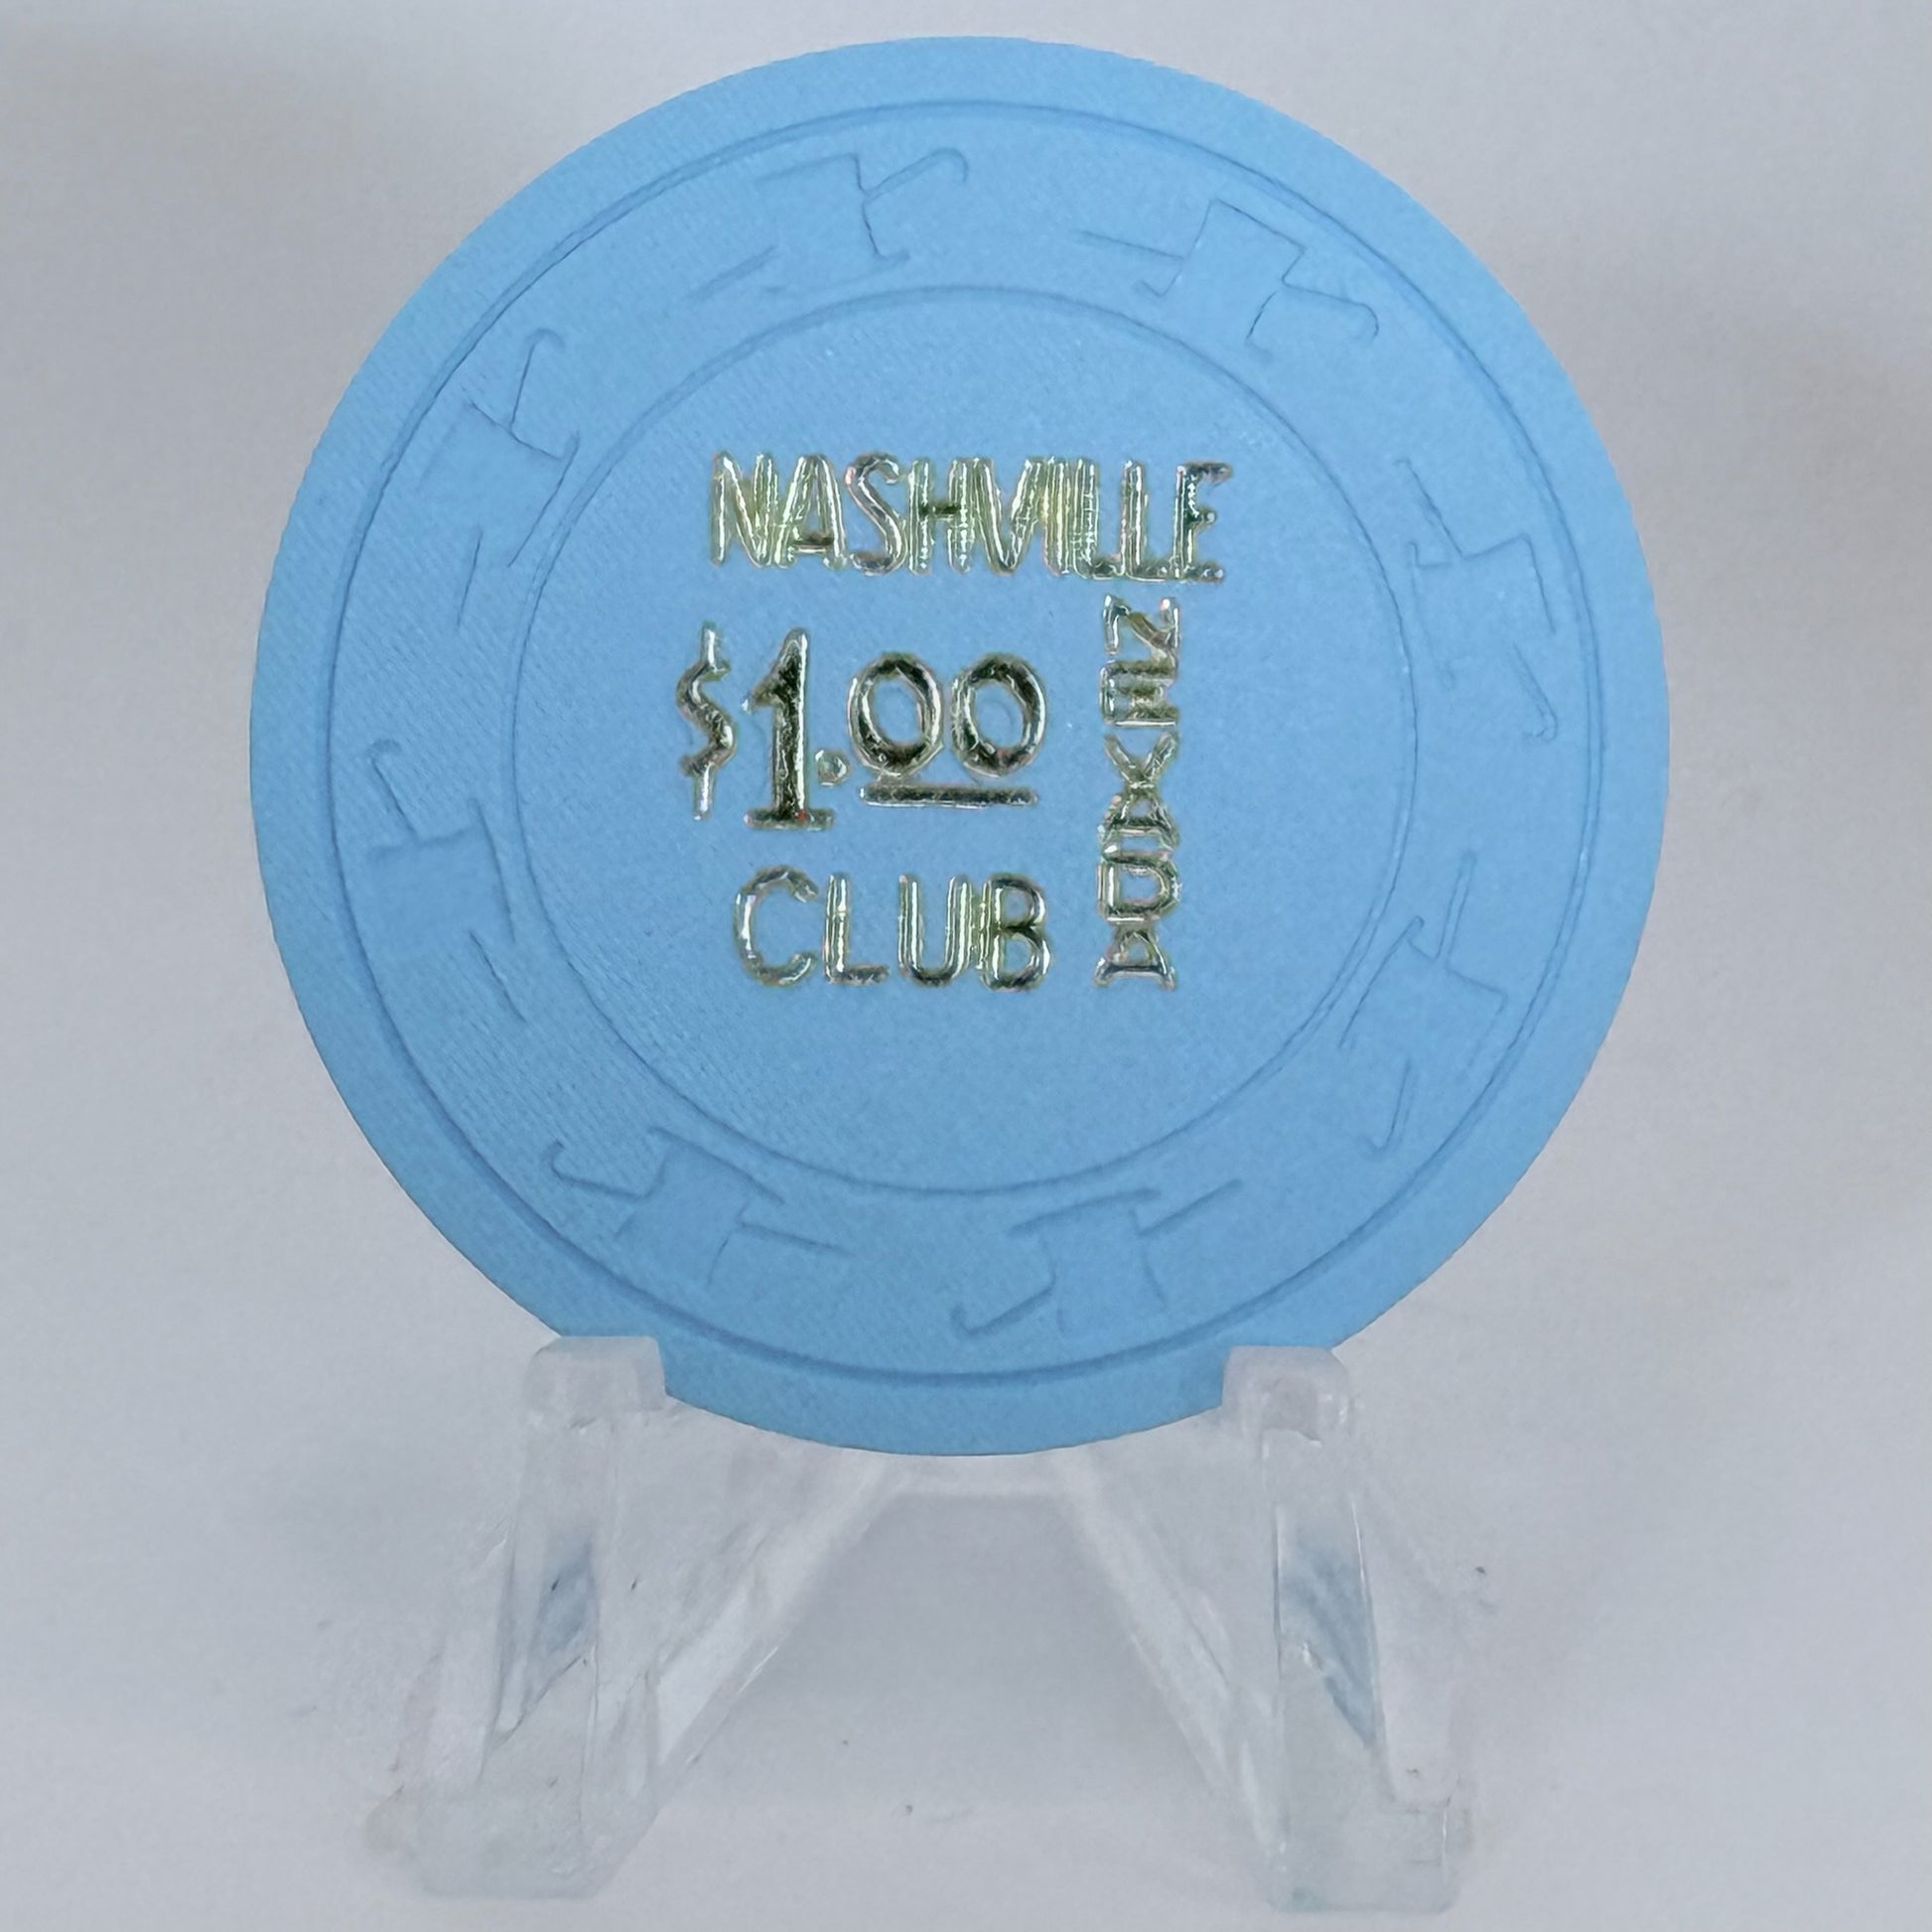 NASHVILLE
$1.00
CLUB
NEVADA